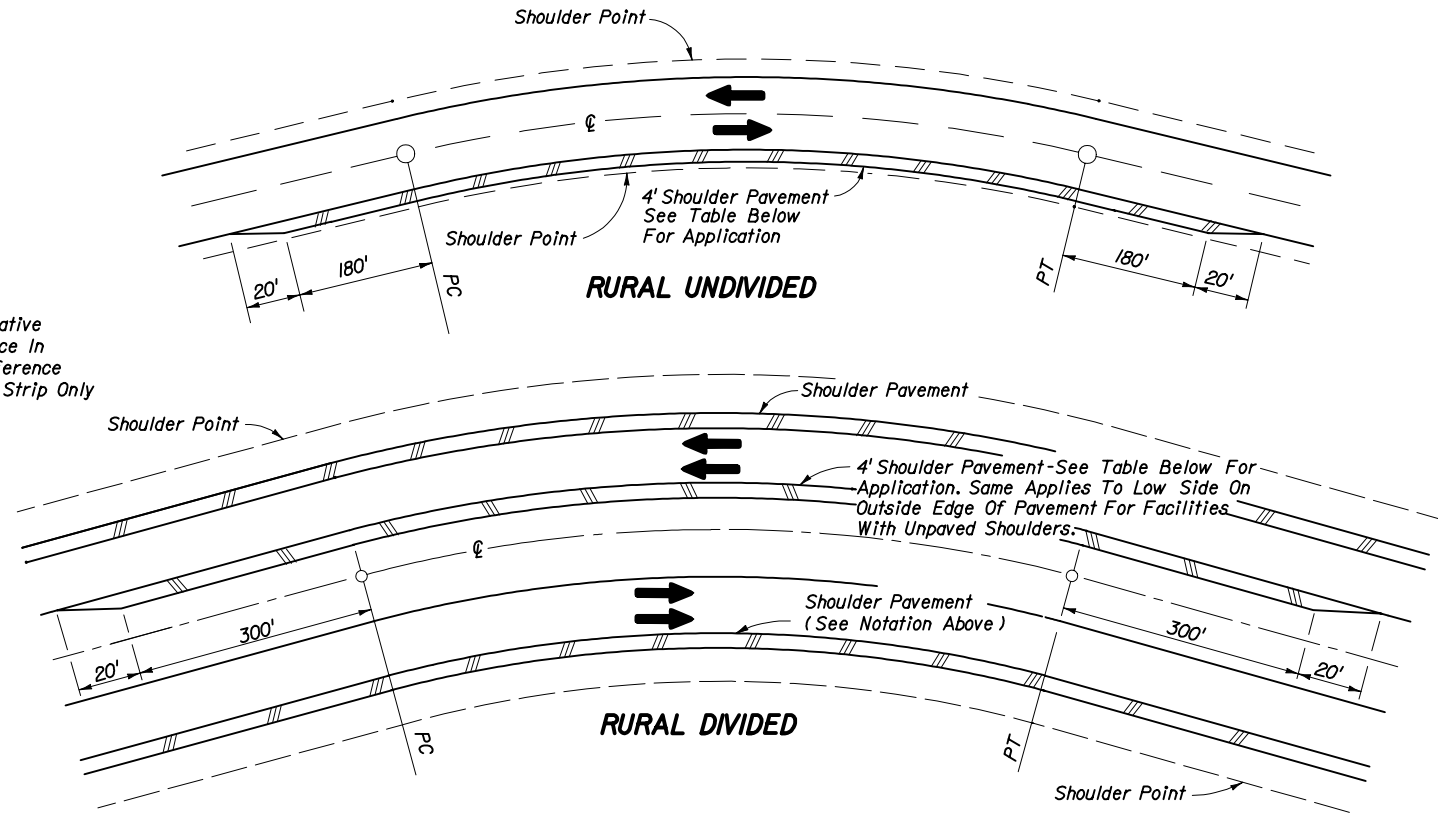 Shoulder Point
℄
4' Shoulder Pavement
See Table Below
For Application
Shoulder Point
180'
20'
PC
RURAL UNDIVIDED
PT
180'
20'
ative
ce In
ference
Strip Only
Shoulder Point
Shoulder Pavement
4' Shoulder Pavement-See Table Below For
Application. Same Applies To Low Side On
Outside Edge Of Pavement For Facilities
With Unpaved Shoulders.
℄
Shoulder Pavement
(See Notation Above)
300'
20'
300'
20'
PC
RURAL DIVIDED
PT
Shoulder Point